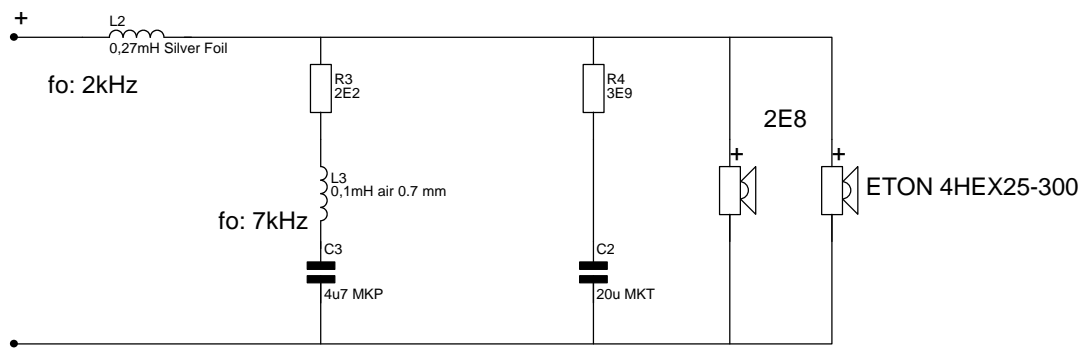 +
L2
0,27mH Silver Foil
fo: 2kHz
R3
2E2
R4
3E9
2E8
+
+
L3
0,1mH air 0.7 mm
ETON 4HEX25-300
fo: 7kHz
C3
4u7 MKP
C2
20u MKT